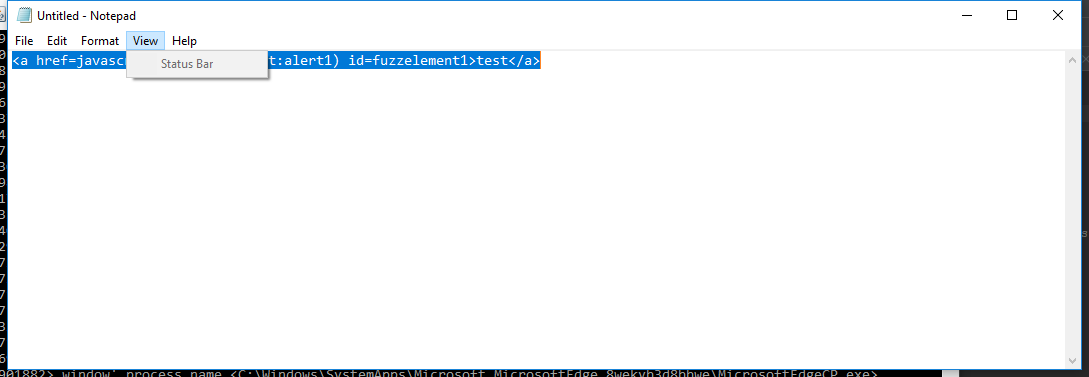 Untitled - Notepad
File Edit Format View Help
<a href=javasc t:alert1) id=fuzzelement1>test</a>
Status Bar
901882> window' process name <C:\Windows\SystemApps\Microsoft.MicrosoftEdge_8wekyb3d8bbwe\MicrosoftEdgeCP.exe>